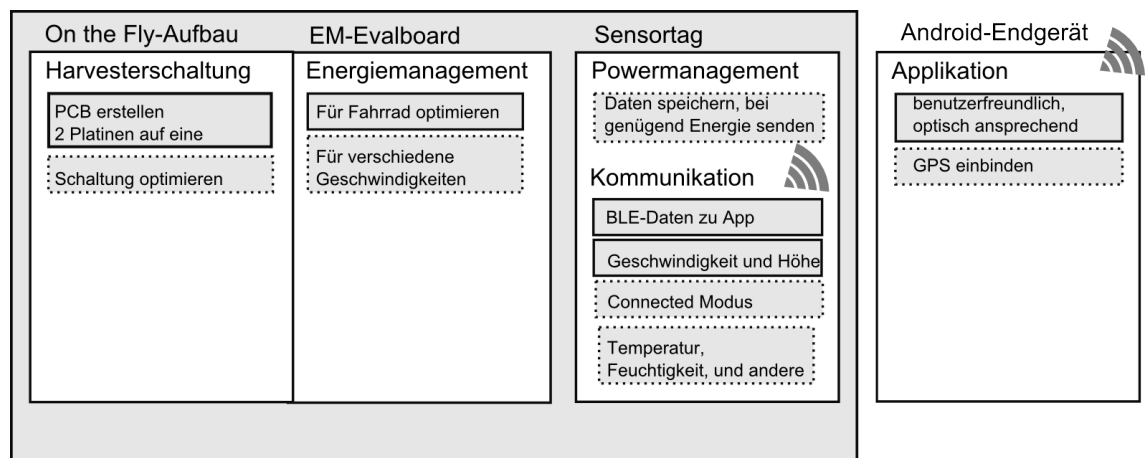 On the Fly-Aufbau
Harvesterschaltung
PCB erstellen
2 Platinen auf eine
Schaltung optimieren
EM-Evalboard
Energiemanagement
Für Fahrrad optimieren
Für verschiedene
Geschwindigkeiten
Sensortag
Powermanagement
Daten speichern, bei
genügend Energie senden
Kommunikation
BLE-Daten zu App
Geschwindigkeit und Höhe
Connected Modus
Temperatur,
Feuchtigkeit, und andere
Android-Endgerät
Applikation
benutzerfreundlich,
optisch ansprechend
GPS einbinden